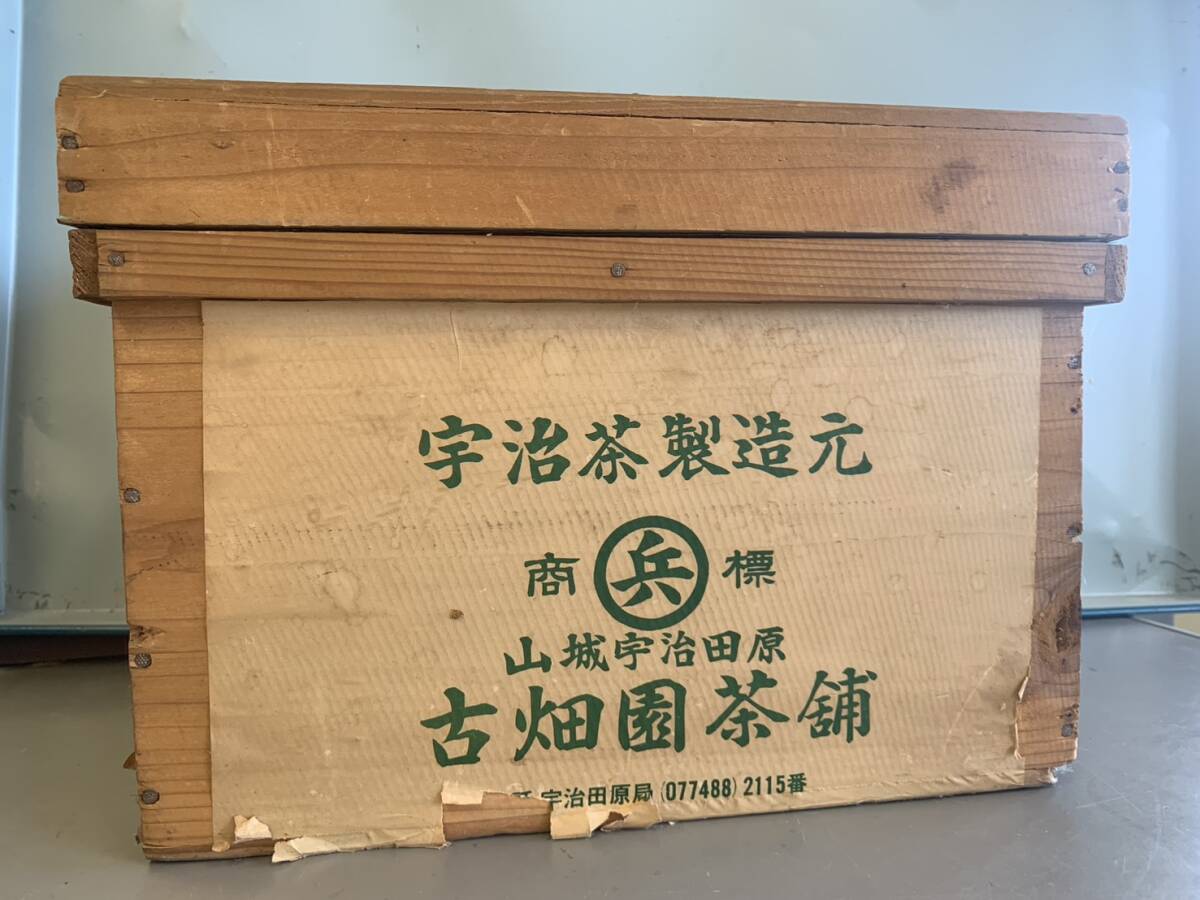 宇治茶製造元
商 兵 標
山城宇治田原
古畑園茶舗
宇治田原局(077488)2115番